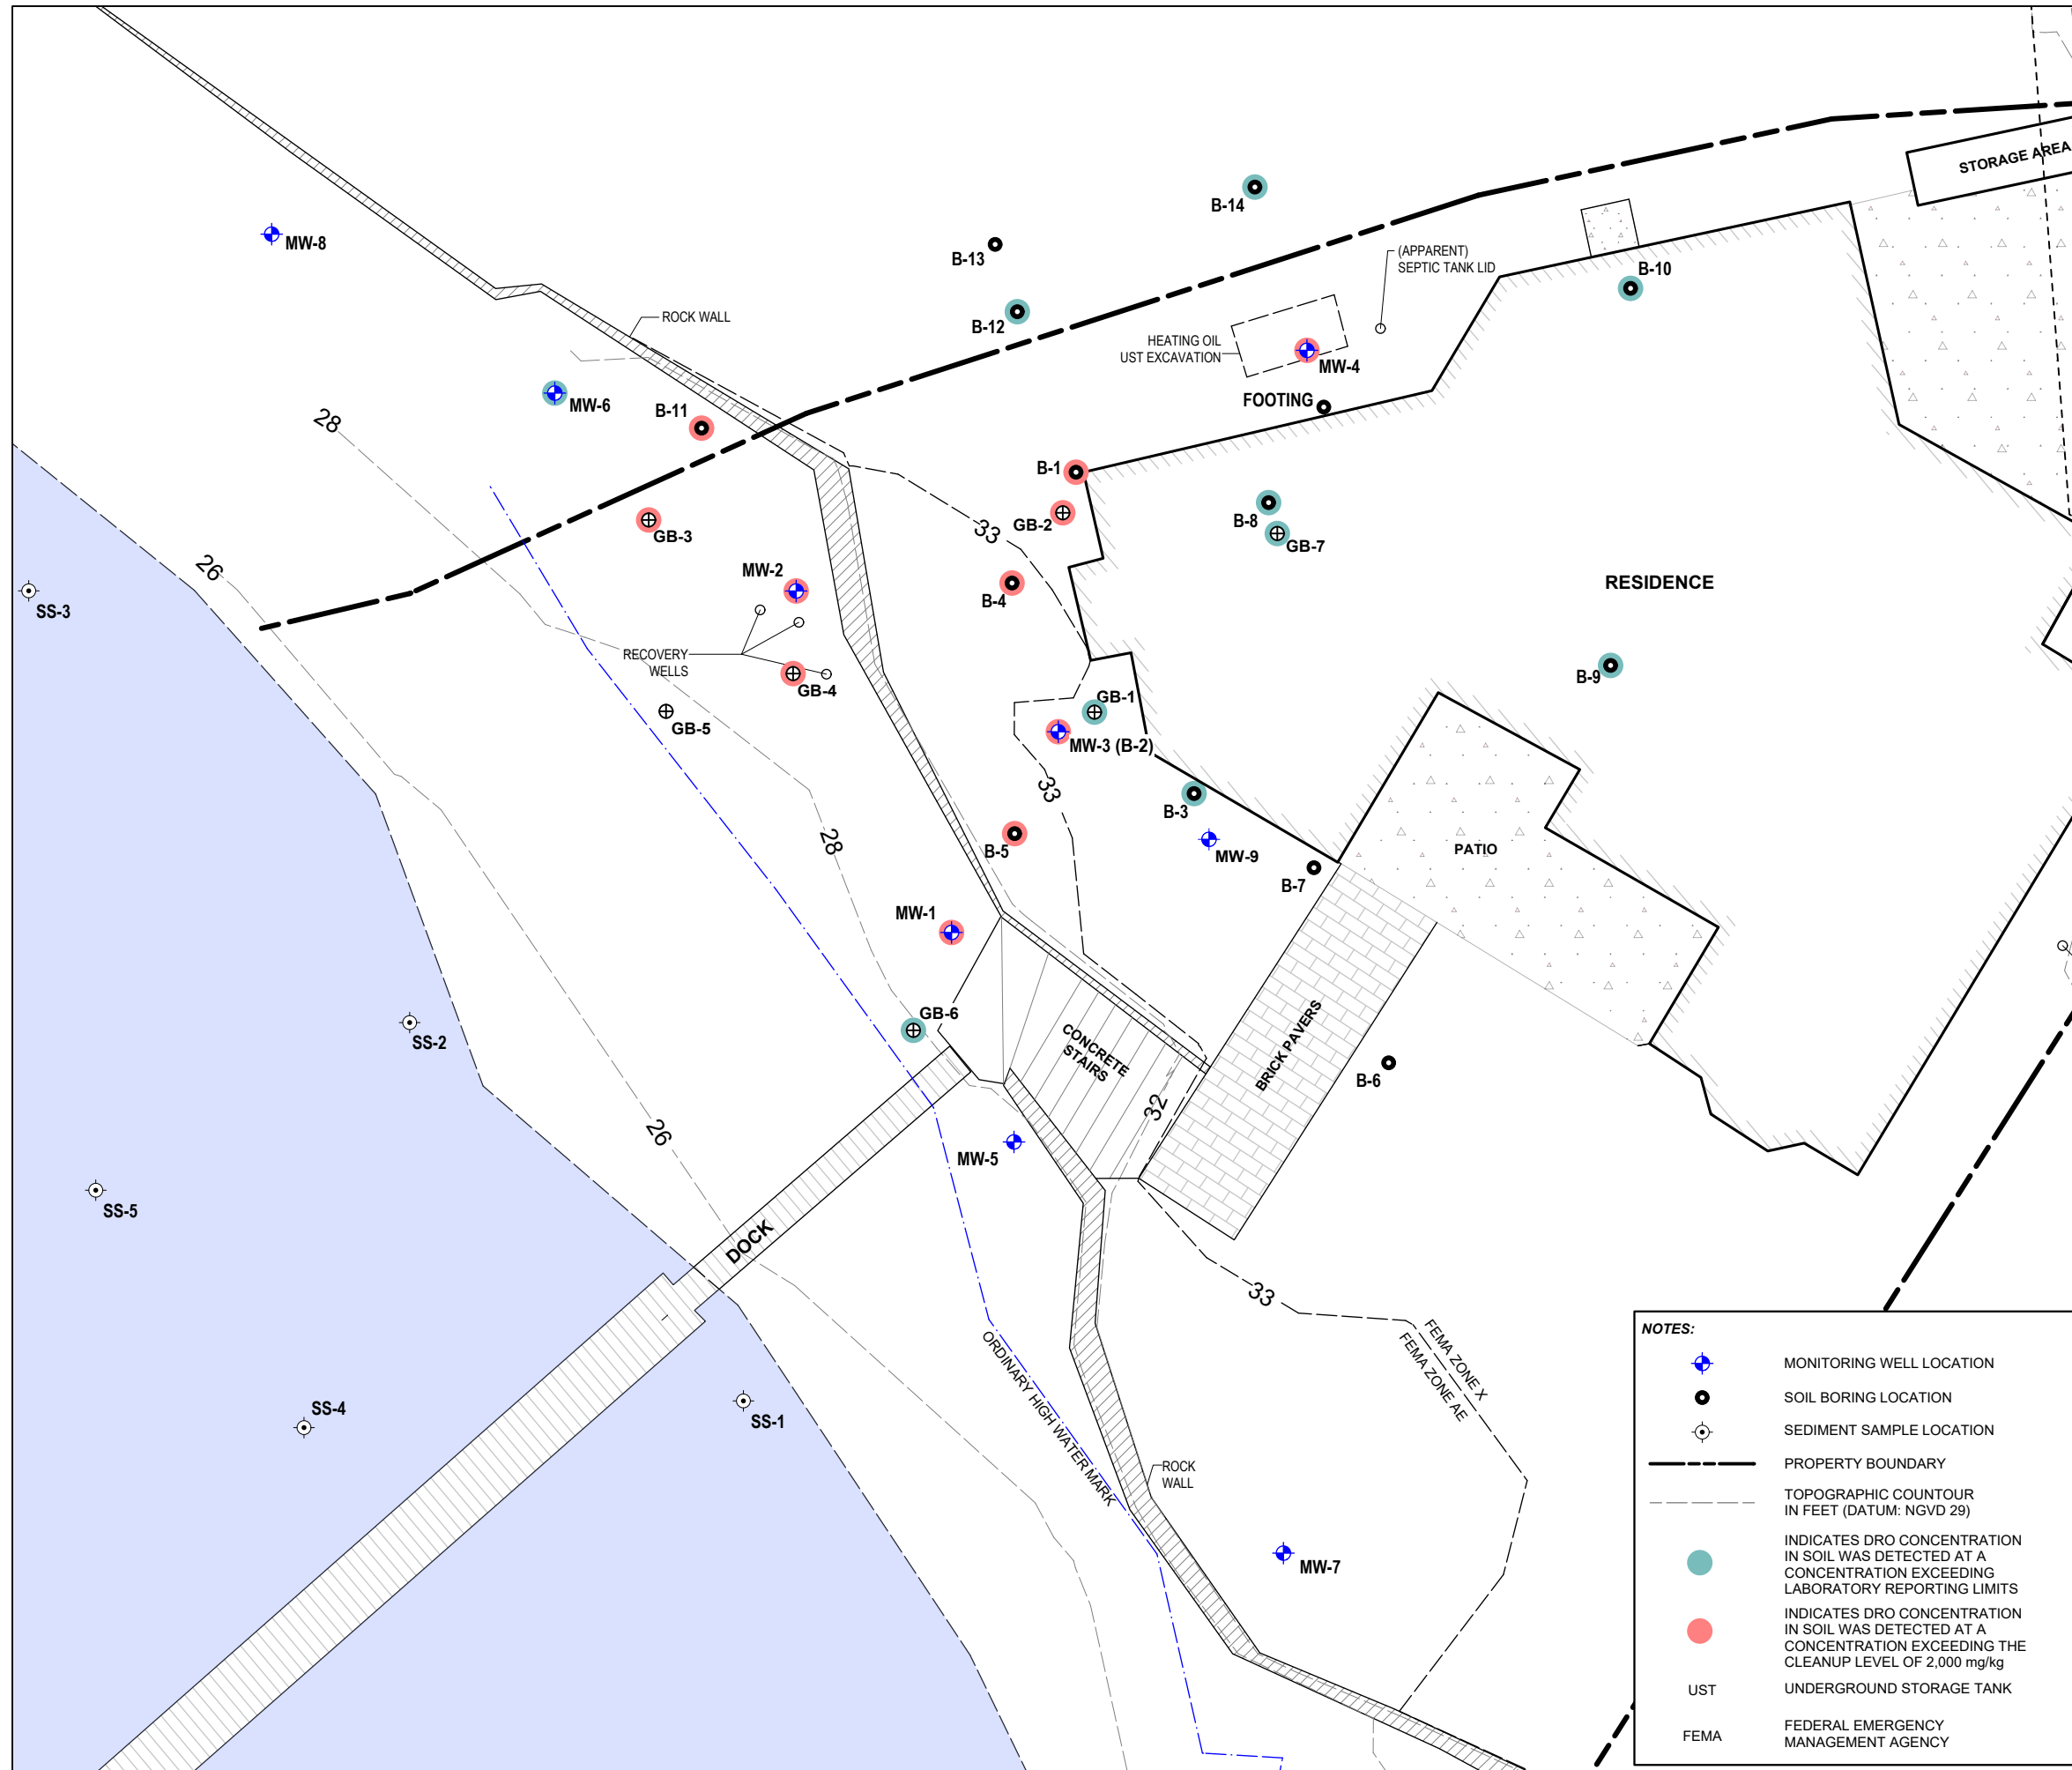 STORAGE AREA
B-14
MW-8
B-13
(APPARENT)
SEPTIC TANK LID
B-10
ROCK WALL
B-12
HEATING OIL
UST EXCAVATION
MW-4
MW-6
B-11
FOOTING
28
B-1
GB-2
33
B-8
GB-7
GB-3
26
MW-2
RESIDENCE
B-4
SS-3
RECOVERY
WELLS
GB-4
B-9
GB-1
GB-5
MW-3 (B-2)
33
B-3
28
B-5
MW-9
PATIO
B-7
MW-1
GB-6
SS-2
CONCRETE
STAIRS
BRICK PAVERS
B-6
32
26
MW-5
SS-5
DOCK
33
FEMA ZONE X
FEMA ZONE AE
ORDINARY HIGH WATER MARK
SS-4
SS-1
ROCK
WALL
MW-7
NOTES:
MONITORING WELL LOCATION
SOIL BORING LOCATION
SEDIMENT SAMPLE LOCATION
PROPERTY BOUNDARY
TOPOGRAPHIC COUNTOUR
IN FEET (DATUM: NGVD 29)
INDICATES DRO CONCENTRATION
IN SOIL WAS DETECTED AT A
CONCENTRATION EXCEEDING
LABORATORY REPORTING LIMITS
INDICATES DRO CONCENTRATION
IN SOIL WAS DETECTED AT A
CONCENTRATION EXCEEDING THE
CLEANUP LEVEL OF 2,000 mg/kg
UST UNDERGROUND STORAGE TANK
FEMA FEDERAL EMERGENCY
MANAGEMENT AGENCY